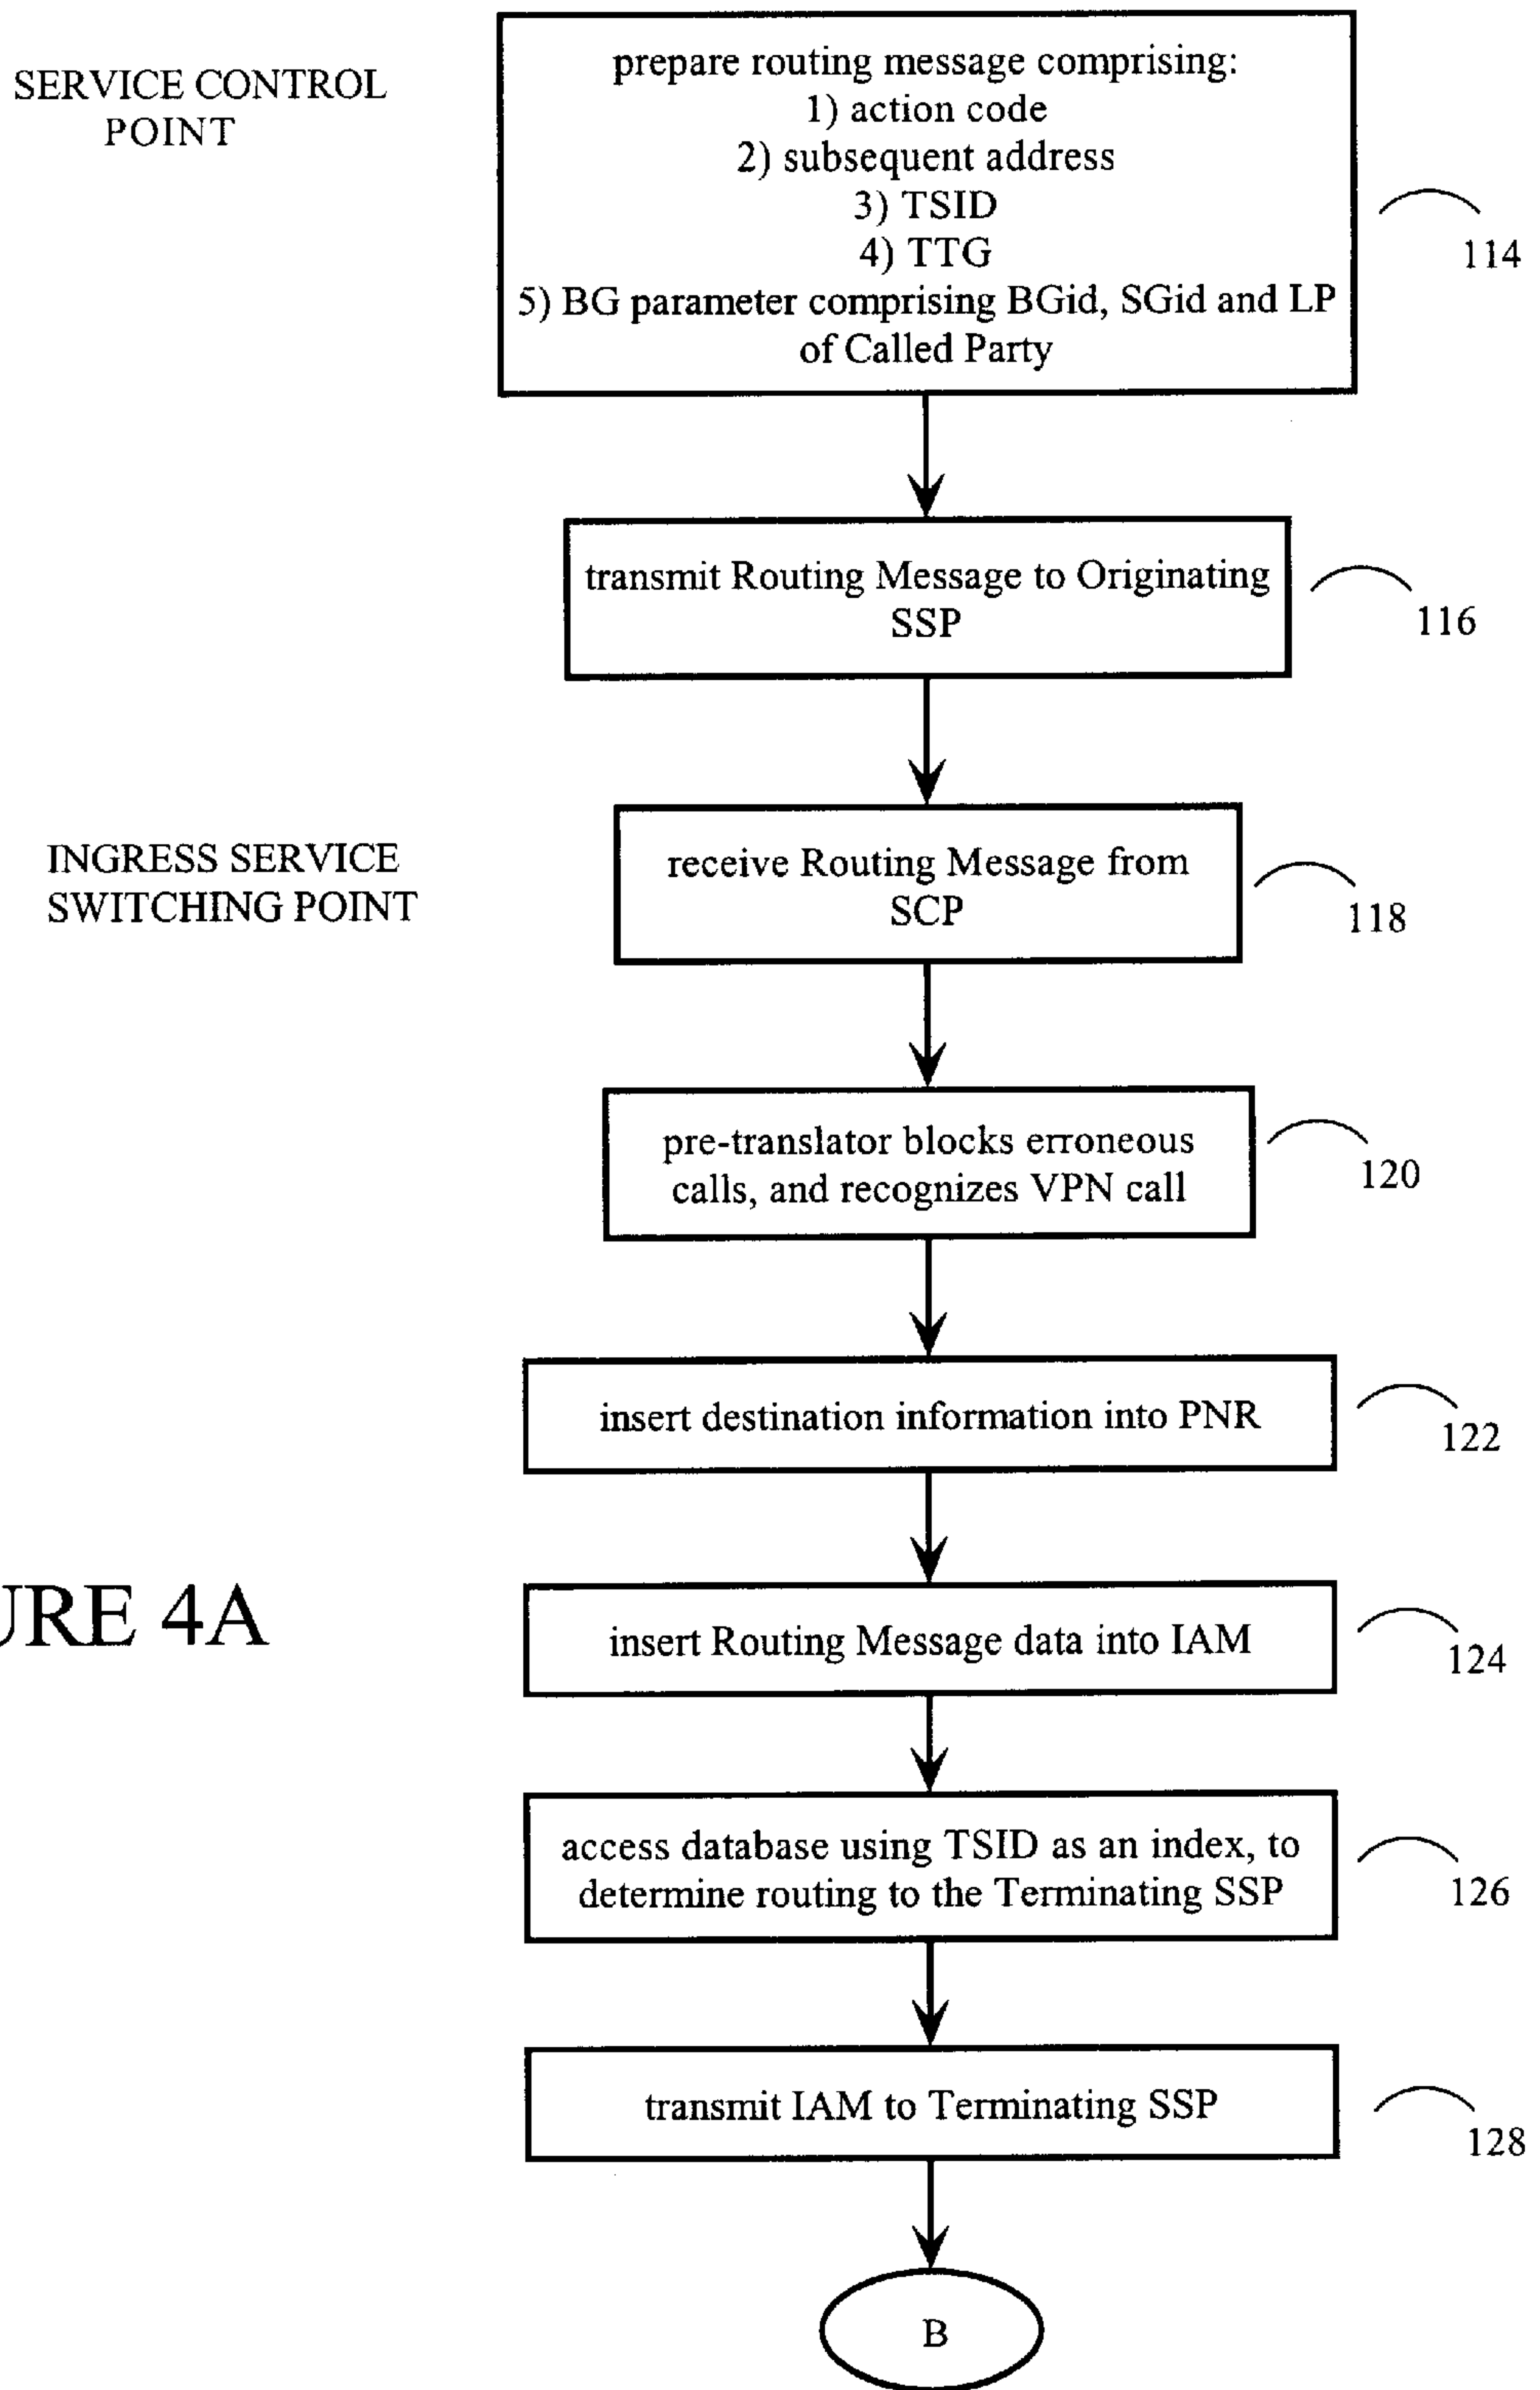 SERVICE CONTROL
POINT
prepare routing message comprising:
1) action code
2) subsequent address
3) TSID
4) TTG
5) BG parameter comprising BGid, SGid and LP
of Called Party
114
transmit Routing Message to Originating
SSP
116
INGRESS SERVICE
SWITCHING POINT
receive Routing Message from
SCP
118
pre-translator blocks erroneous
calls, and recognizes VPN call
120
insert destination information into PNR
122
URE 4A
insert Routing Message data into IAM
124
access database using TSID as an index, to
determine routing to the Terminating SSP
126
transmit IAM to Terminating SSP
128
B